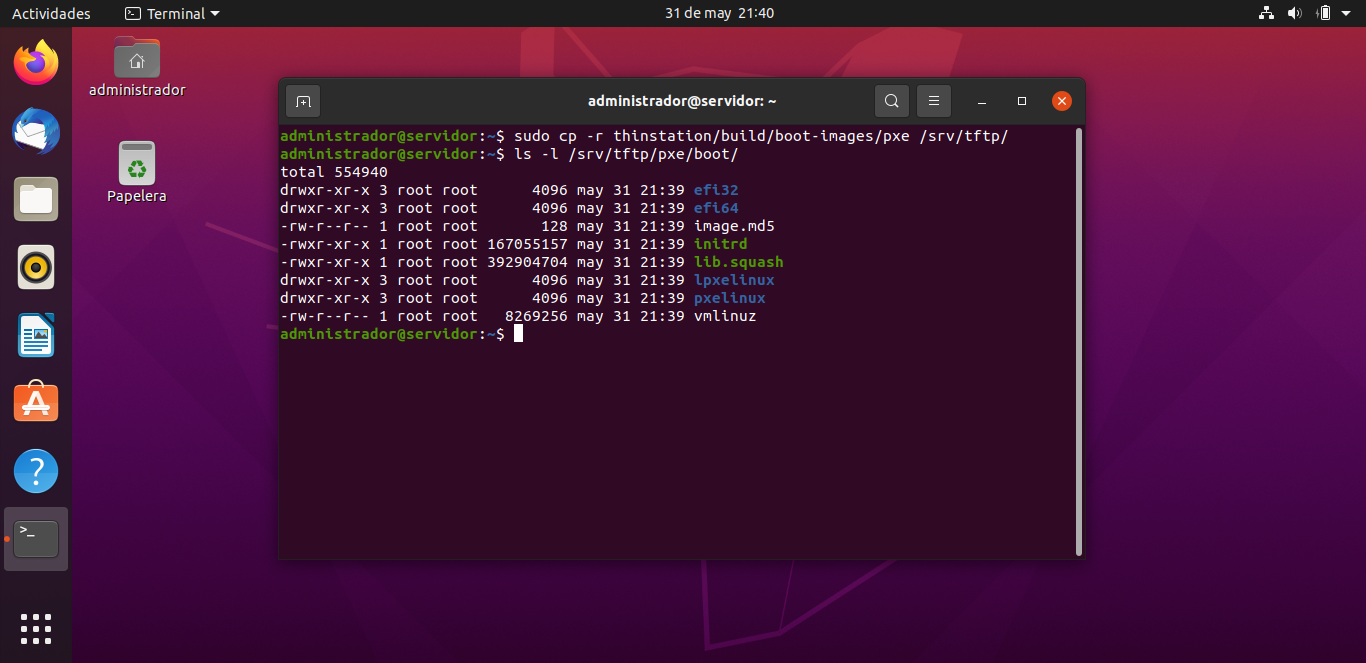 Actividades
Terminal
31 de may 21:40
administrador
Papelera
administrador@servidor: ~
administrador@servidor:~$ sudo cp -r thinstation/build/boot-images/pxe /srv/tftp/
administrador@servidor:~$ ls -l /srv/tftp/pxe/boot/
total 554940
drwxr-xr-x 3 root root      4096 may 31 21:39 efi32
drwxr-xr-x 3 root root      4096 may 31 21:39 efi64
-rw-r--r-- 1 root root       128 may 31 21:39 image.md5
-rwxr-xr-x 1 root root 167055157 may 31 21:39 initrd
-rwxr-xr-x 1 root root 392904704 may 31 21:39 lib.squash
drwxr-xr-x 3 root root      4096 may 31 21:39 lpxelinux
drwxr-xr-x 3 root root      4096 may 31 21:39 pxelinux
-rw-r--r-- 1 root root   8269256 may 31 21:39 vmlinuz
administrador@servidor:~$